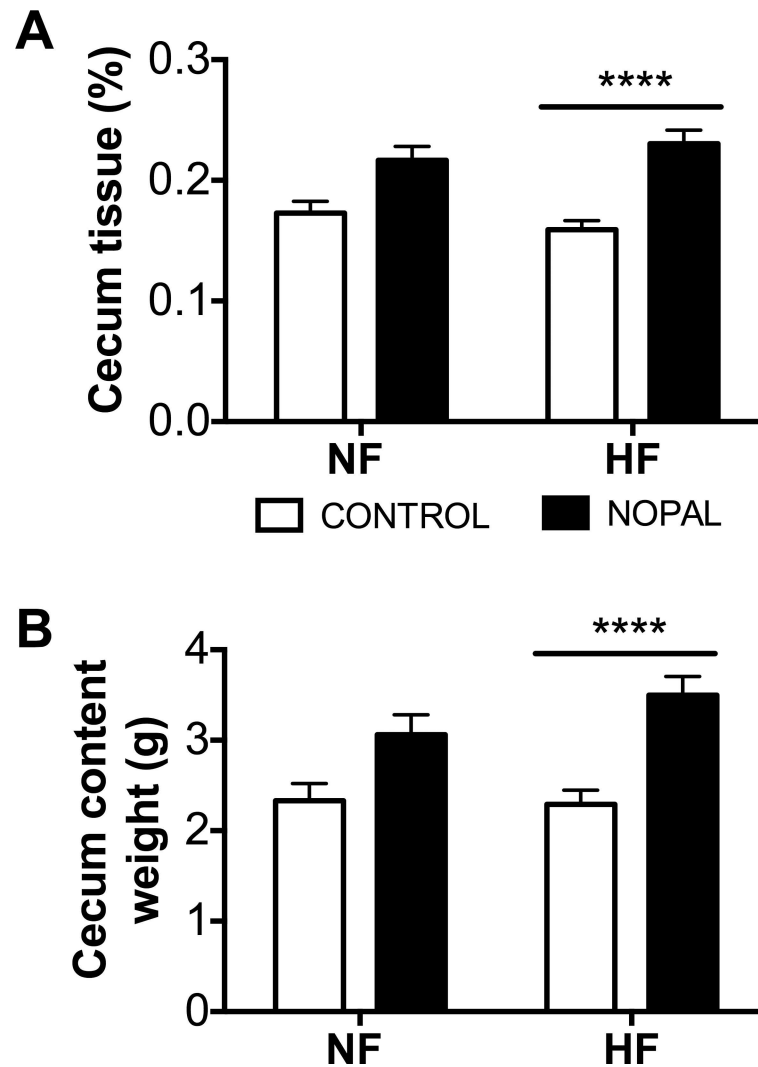 A
Cecum tissue (%)
0.3
0.2
0.1
0.0
****
NF
HF
CONTROL
NOPAL
B
Cecum content
weight (g)
4
3
2
1
0
****
NF
HF